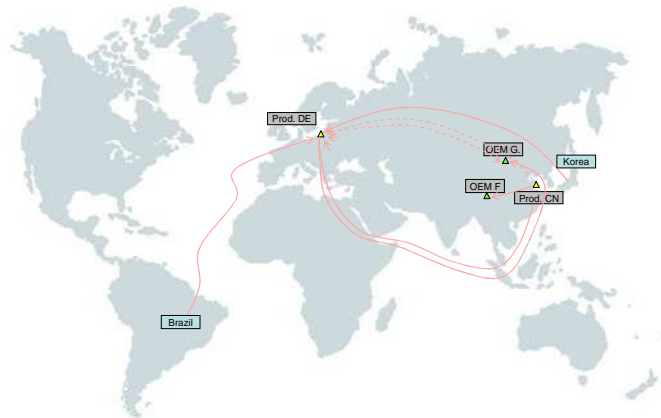 Prod. DE
OEM G.
Korea
OEM F
Prod. CN
Brazil